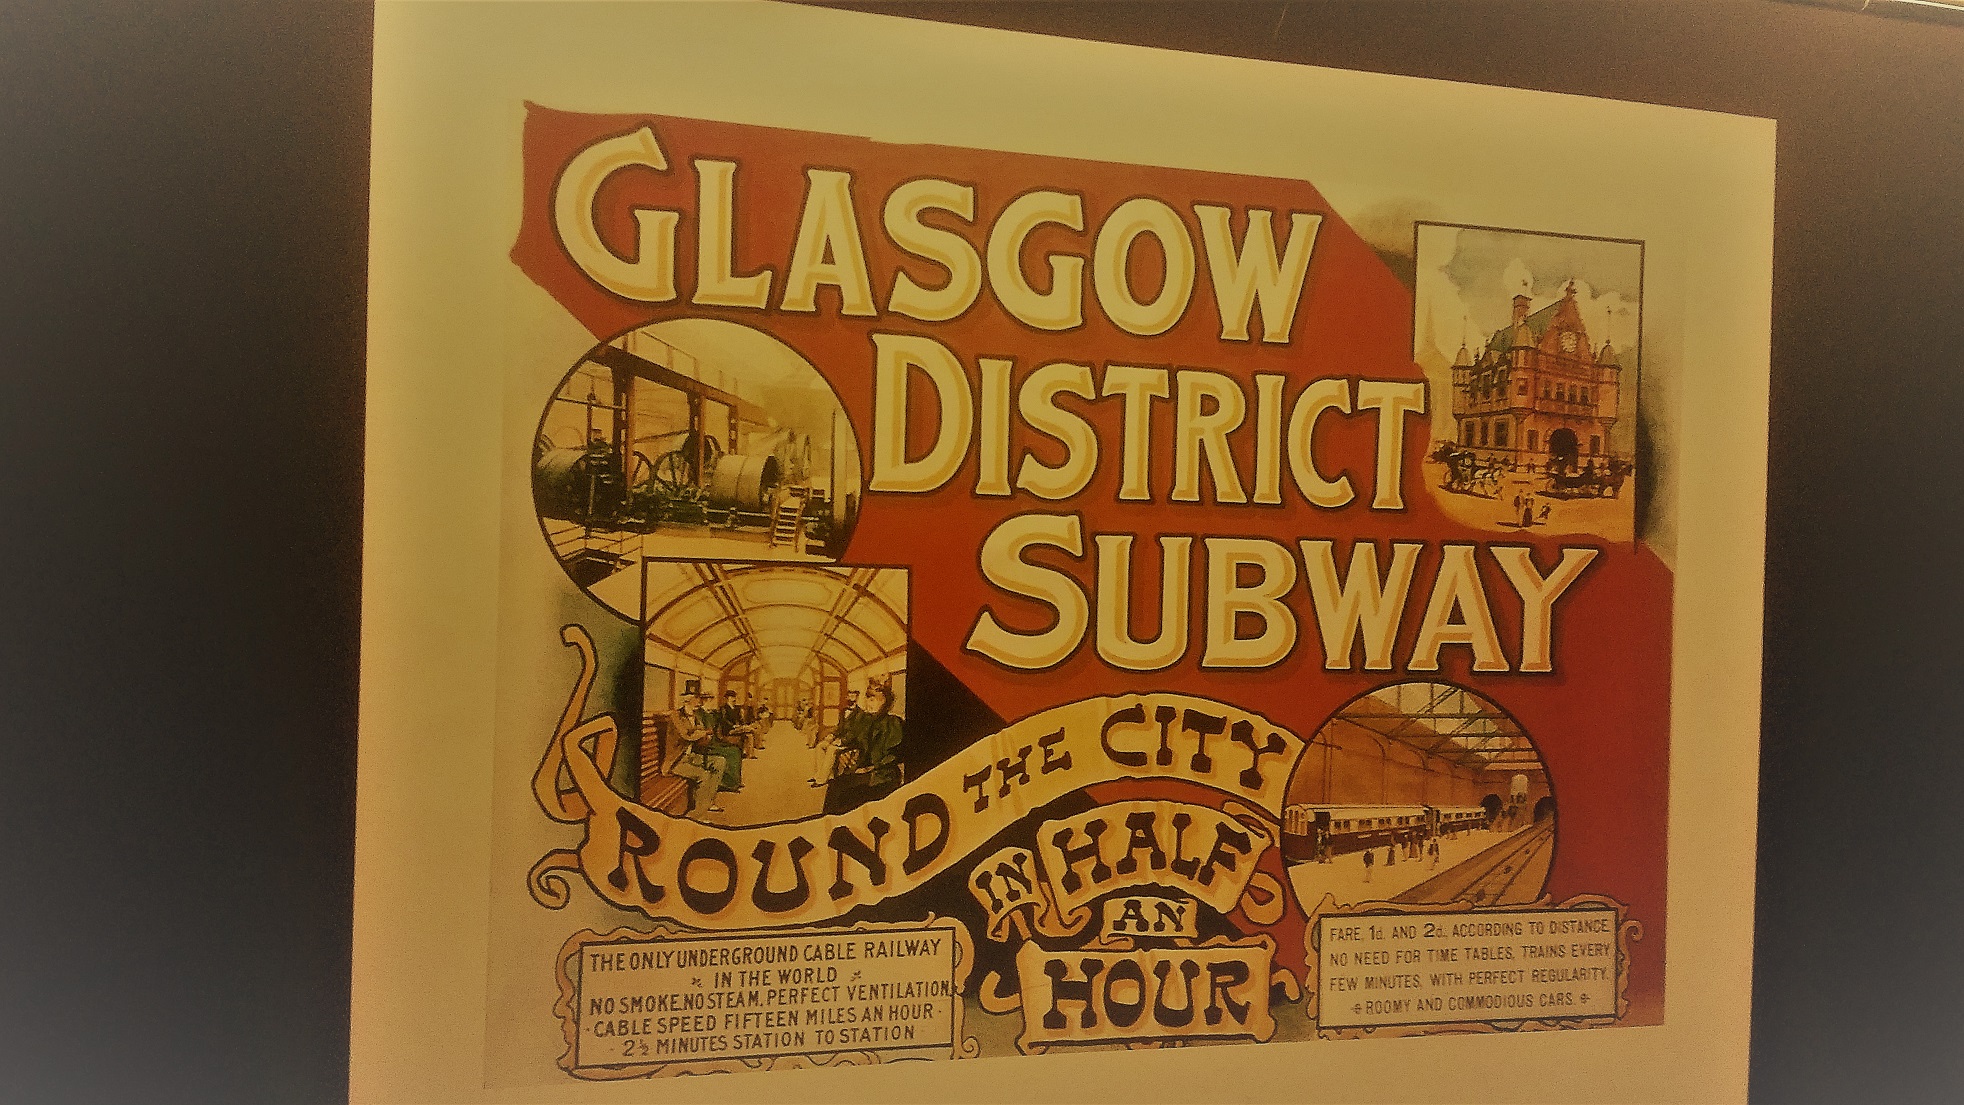 GLASGOW
DISTRICT
SUBWAY
ROUND THE CITY
IN HALF
AN
HOUR
THE ONLY UNDERGROUND CABLE RAILWAY
IN THE WORLD
NO SMOKE. NO STEAM. PERFECT VENTILATION.
· CABLE SPEED FIFTEEN MILES AN HOUR ·
· 2½ MINUTES STATION TO STATION
FARE, 1d. AND 2d., ACCORDING TO DISTANCE,
NO NEED FOR TIME TABLES, TRAINS EVERY
FEW MINUTES, WITH PERFECT REGULARITY.
ROOMY AND COMMODIOUS CARS.